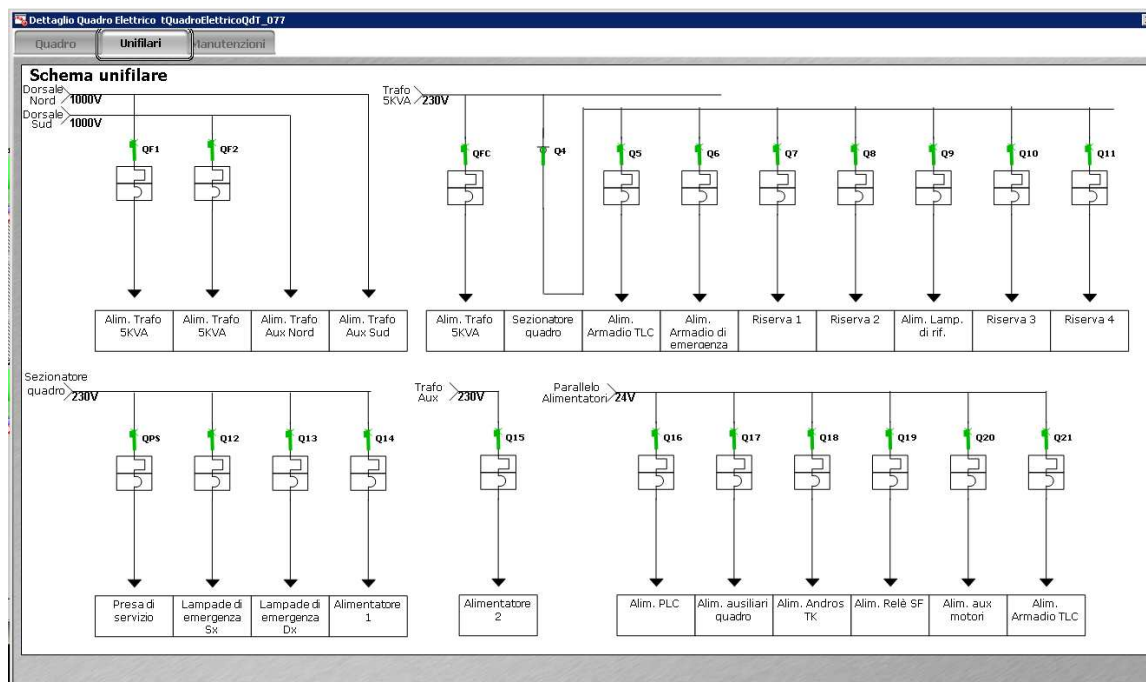 Dettaglio Quadro Elettrico tQuadroElettricoQdT_077
Quadro
Unifilari
Manutenzioni
Schema unifilare
Dorsale
Nord
1000V
Dorsale
Sud
1000V
QF1
QF2
Alim. Trafo
5KVA
Alim. Trafo
5KVA
Alim. Trafo
Aux Nord
Alim. Trafo
Aux Sud
Trafo
5KVA
230V
QFC
Q4
Q5
Q6
Q7
Q8
Q9
Q10
Q11
Alim. Trafo
5KVA
Sezionatore
quadro
Alim.
Armadio TLC
Alim.
Armadio di
emergenza
Riserva 1
Riserva 2
Alim. Lamp.
di rif.
Riserva 3
Riserva 4
Sezionatore
quadro
230V
QPS
Q12
Q13
Q14
Presa di
servizio
Lampade di
emergenza
Sx
Lampade di
emergenza
Dx
Alimentatore
1
Trafo
Aux
230V
Q15
Alimentatore
2
Parallelo
Alimentatori
24V
Q16
Q17
Q18
Q19
Q20
Q21
Alim. PLC
Alim. ausiliari
quadro
Alim. Andros
TK
Alim. Relè SF
Alim. aux
motori
Alim.
Armadio TLC